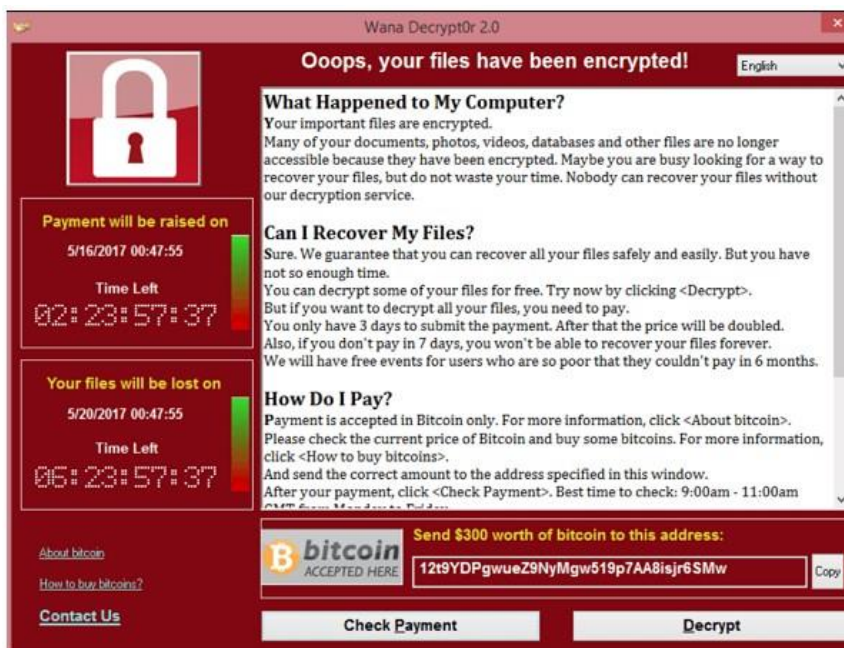 Wana Decrypt0r 2.0
Ooops, your files have been encrypted!
English
What Happened to My Computer?
Your important files are encrypted.
Many of your documents, photos, videos, databases and other files are no longer
accessible because they have been encrypted. Maybe you are busy looking for a way to
recover your files, but do not waste your time. Nobody can recover your files without
our decryption service.
Can I Recover My Files?
Sure. We guarantee that you can recover all your files safely and easily. But you have
not so enough time.
You can decrypt some of your files for free. Try now by clicking <Decrypt>.
But if you want to decrypt all your files, you need to pay.
You only have 3 days to submit the payment. After that the price will be doubled.
Also, if you don't pay in 7 days, you won't be able to recover your files forever.
We will have free events for users who are so poor that they couldn't pay in 6 months.
How Do I Pay?
Payment is accepted in Bitcoin only. For more information, click <About bitcoin>.
Please check the current price of Bitcoin and buy some bitcoins. For more information,
click <How to buy bitcoins>.
And send the correct amount to the address specified in this window.
After your payment, click <Check Payment>. Best time to check: 9:00am - 11:00am
GMT from Monday to Friday
Payment will be raised on
5/16/2017 00:47:55
Time Left
02:23:57:37
Your files will be lost on
5/20/2017 00:47:55
Time Left
06:23:57:37
About bitcoin
How to buy bitcoins?
Contact Us
bitcoin
ACCEPTED HERE
Send $300 worth of bitcoin to this address:
12t9YDPgwueZ9NyMgw519p7AA8isjr6SMw
Copy
Check Payment
Decrypt